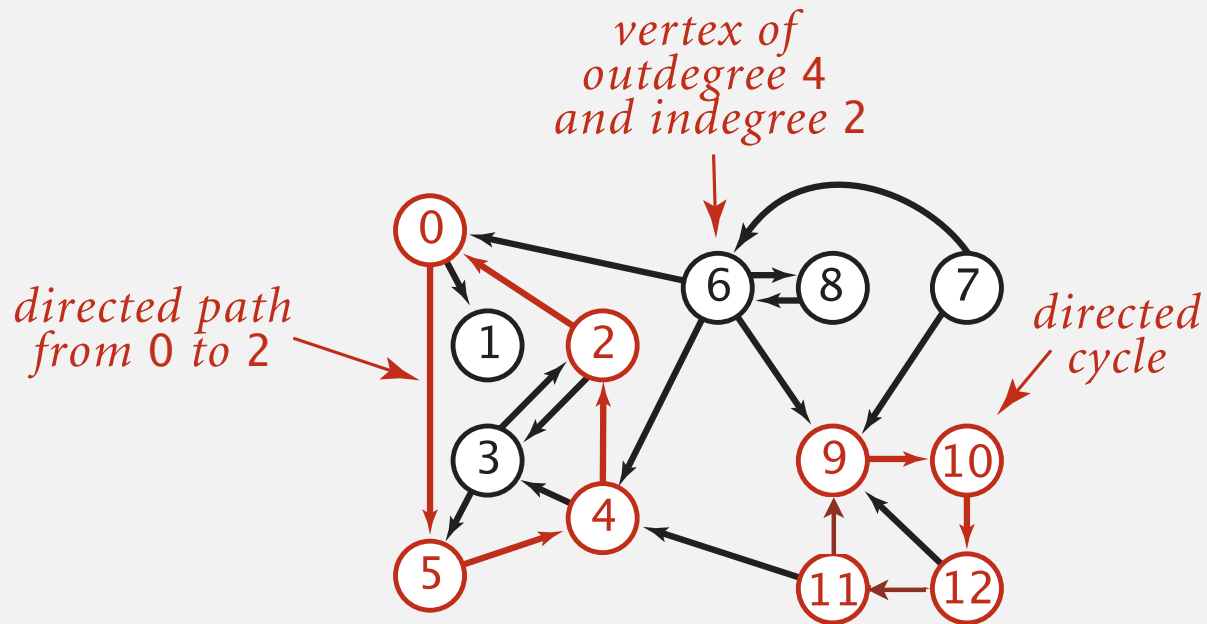 vertex of
outdegree 4
and indegree 2
0
6
8
7
directed path
from 0 to 2
directed
cycle
1
2
3
9
10
4
5
11
12